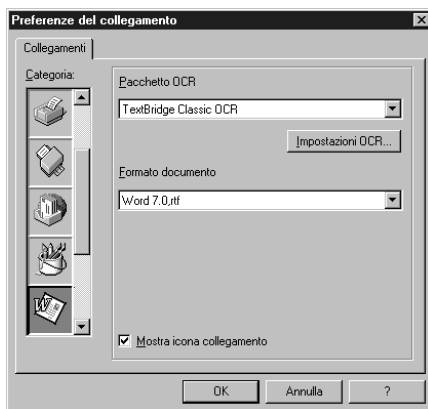 Preferenze del collegamento
Collegamenti
Categoria:
Pacchetto OCR
TextBridge Classic OCR
Impostazioni OCR...
Formato documento
Word 7.0,rtf
Mostra icona collegamento
OK
Annulla
?